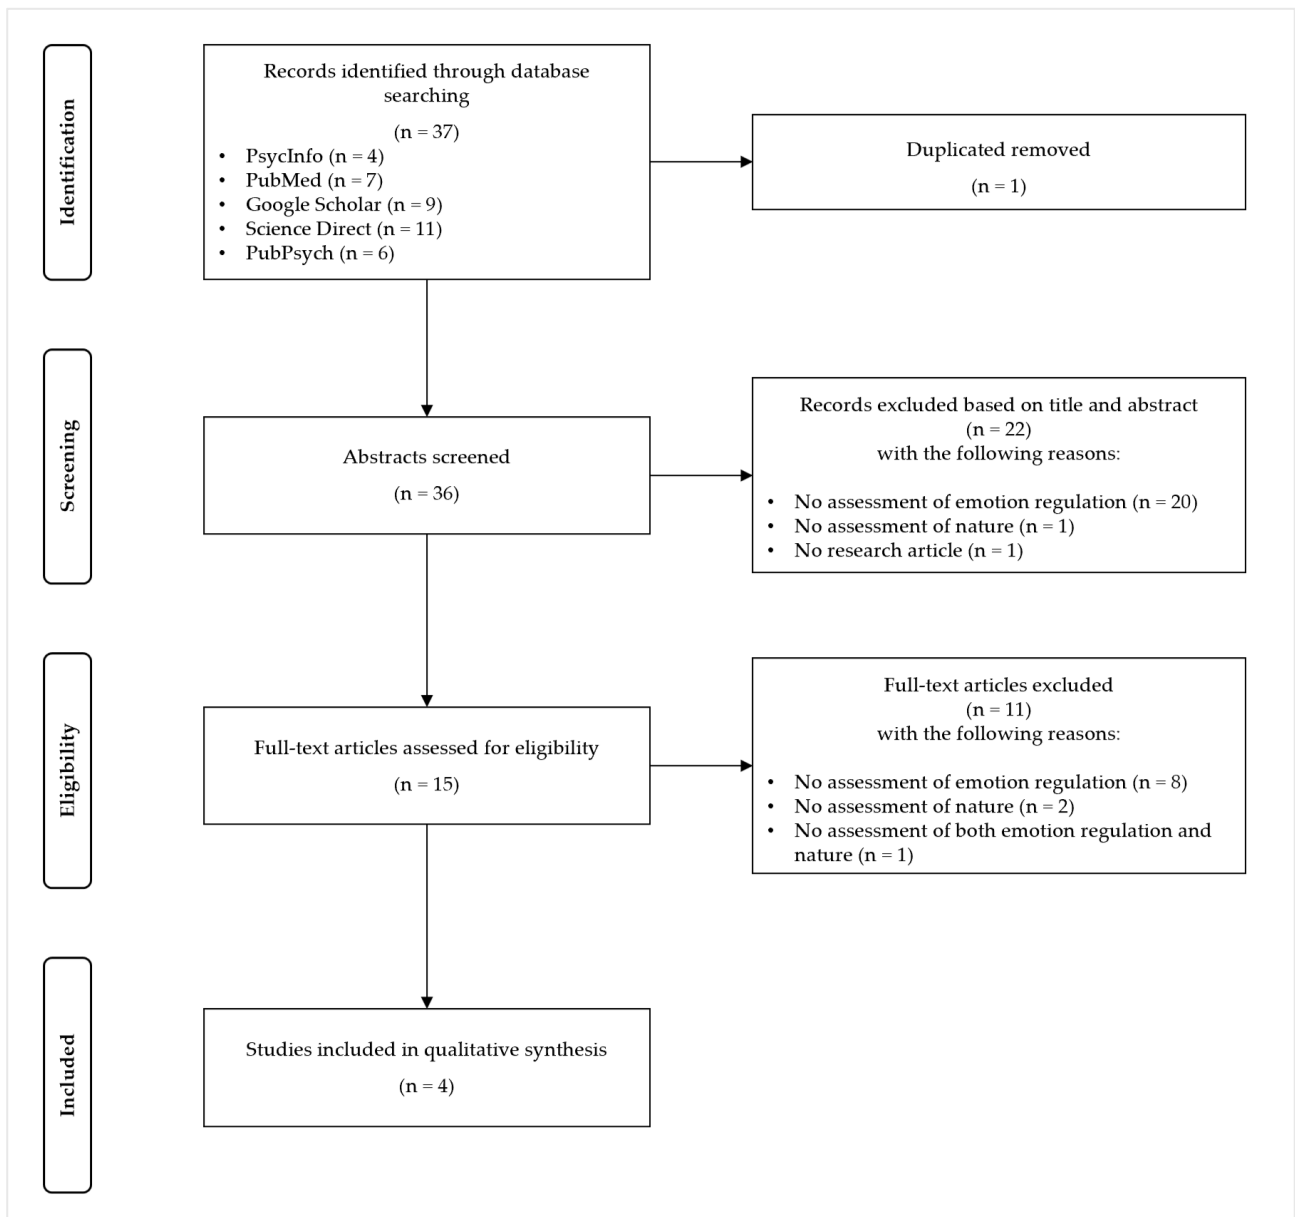 Identification
Records identified through database
searching
(n = 37)
• PsycInfo (n = 4)
• PubMed (n = 7)
• Google Scholar (n = 9)
• Science Direct (n = 11)
• PubPsych (n = 6)
Duplicated removed
(n = 1)
Screening
Abstracts screened
(n = 36)
Records excluded based on title and abstract
(n = 22)
with the following reasons:
• No assessment of emotion regulation (n = 20)
• No assessment of nature (n = 1)
• No research article (n = 1)
Eligibility
Full-text articles assessed for eligibility
(n = 15)
Full-text articles excluded
(n = 11)
with the following reasons:
• No assessment of emotion regulation (n = 8)
• No assessment of nature (n = 2)
• No assessment of both emotion regulation and
nature (n = 1)
Included
Studies included in qualitative synthesis
(n = 4)